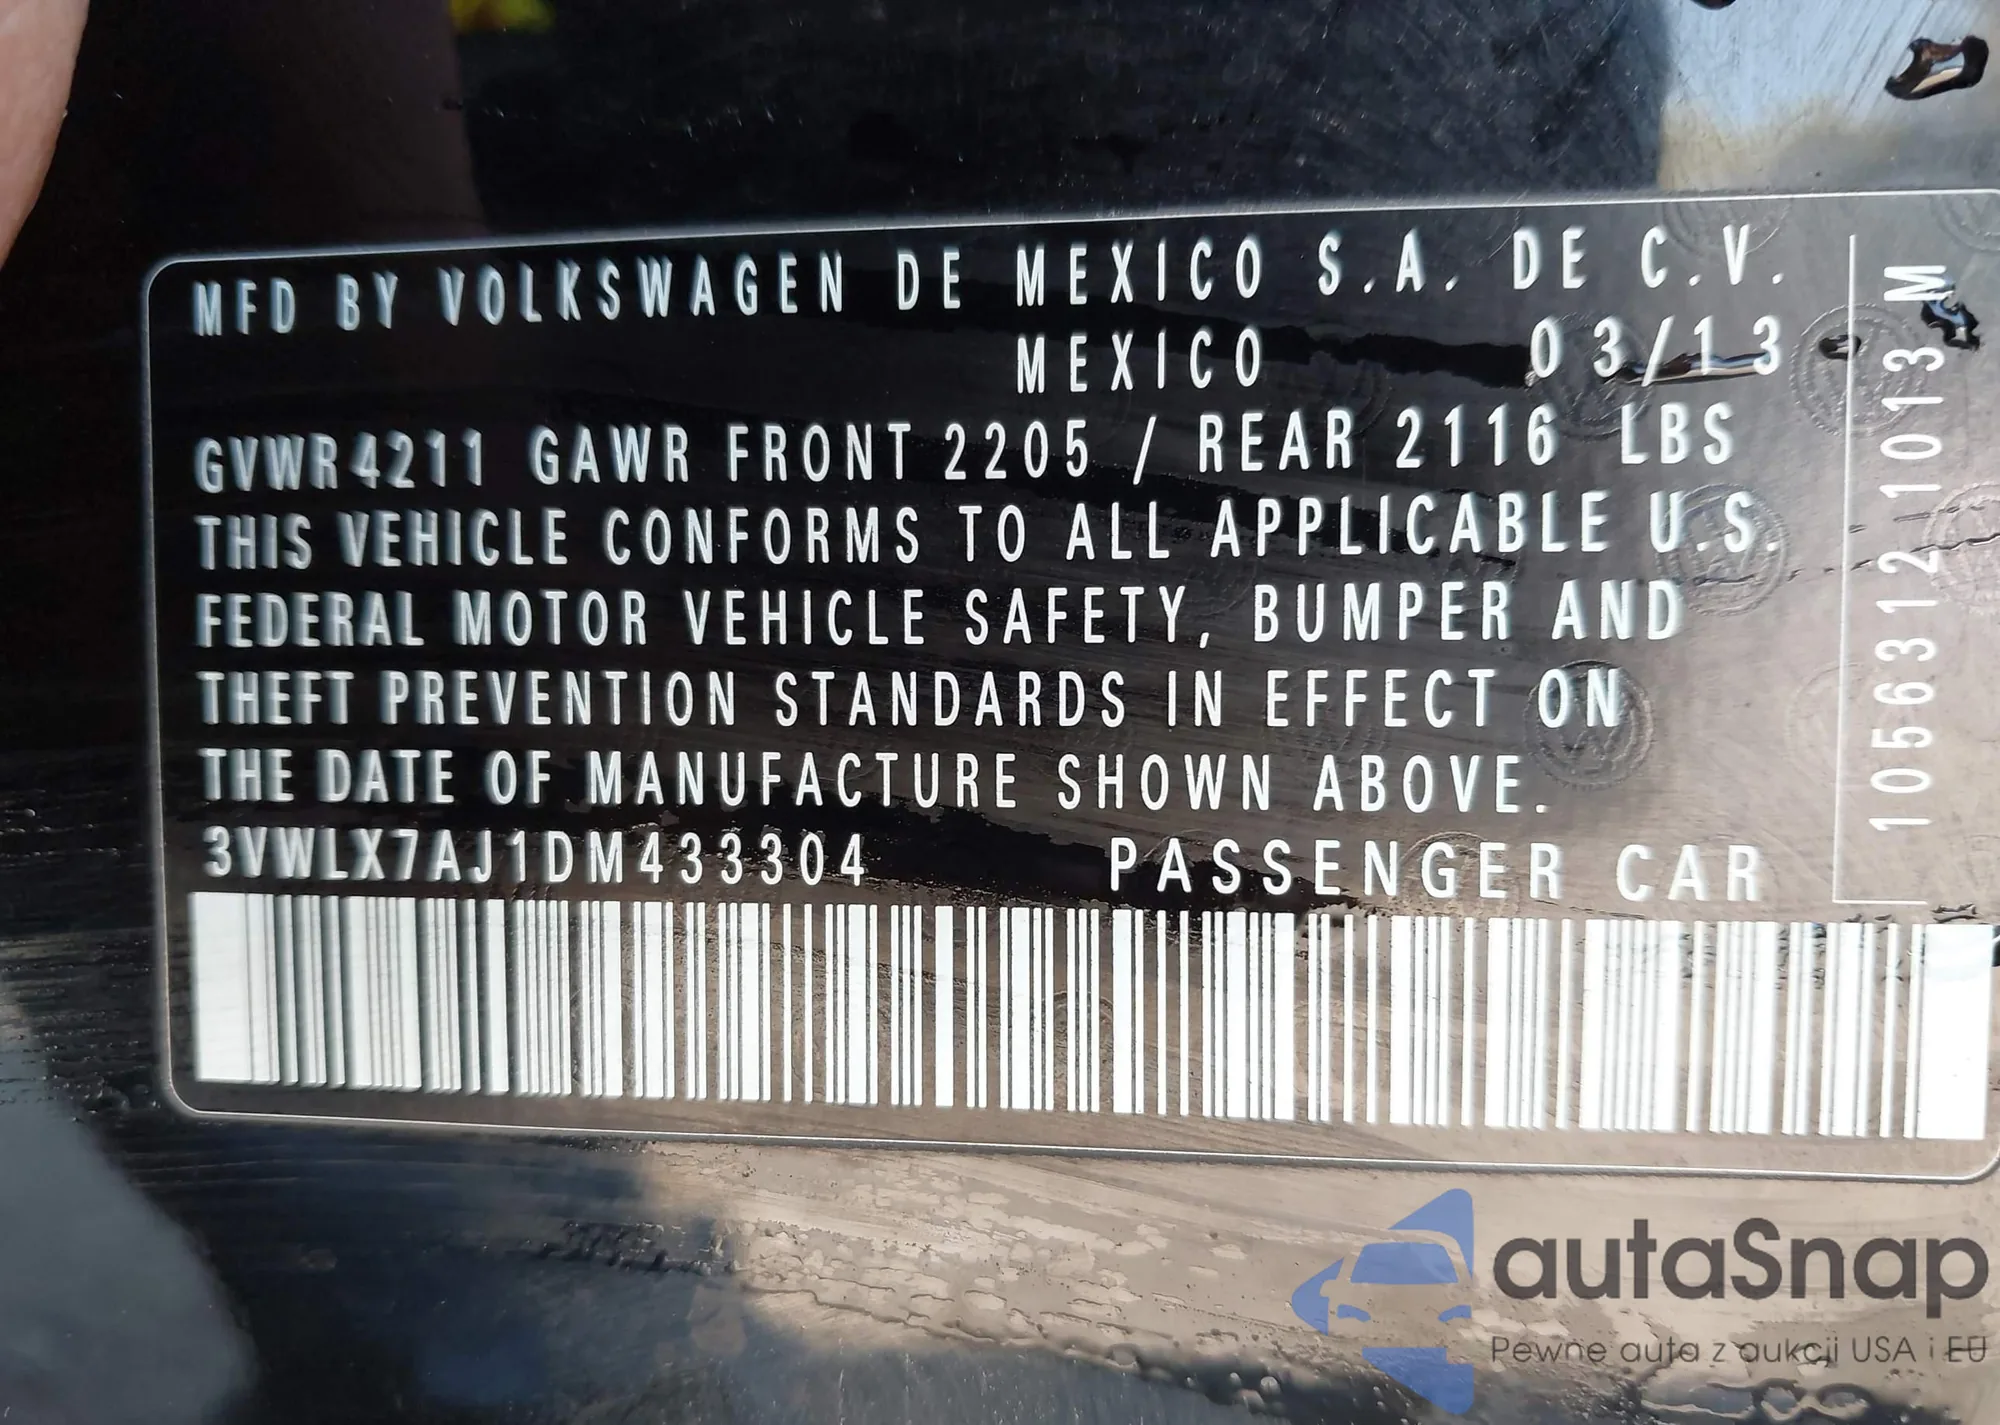 MFD BY VOLKSWAGEN DE MEXICO S.A. DE C.V.
MEXICO 03/13
GVWR 4211 GAWR FRONT 2205 / REAR 2116 LBS
THIS VEHICLE CONFORMS TO ALL APPLICABLE U.S.
FEDERAL MOTOR VEHICLE SAFETY, BUMPER AND
THEFT PREVENTION STANDARDS IN EFFECT ON
THE DATE OF MANUFACTURE SHOWN ABOVE.
3VWLX7AJ1DM433304 PASSENGER CAR
1056312 1013 M
autaSnap
Pewne auta z aukcji USA i EU